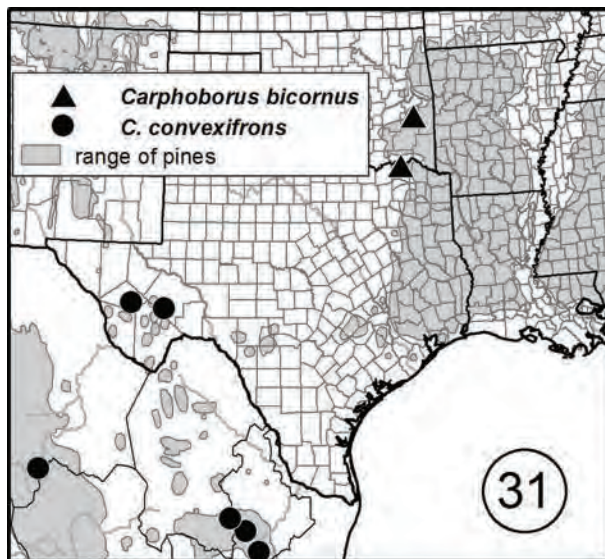 Carphoborus bicornus
C. convexifrons
range of pines
31